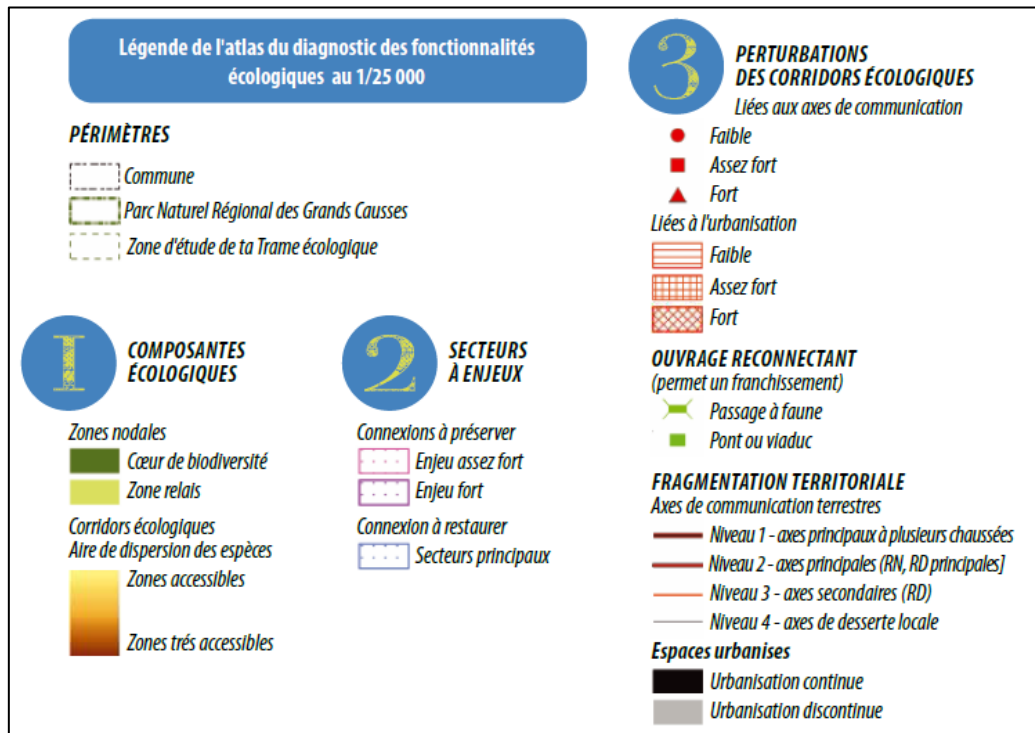 Légende de l'atlas du diagnostic des fonctionnalités
écologiques au 1/25 000
PÉRIMÈTRES
Commune
Parc Naturel Régional des Grands Causses
Zone d'étude de ta Trame écologique
1
COMPOSANTES
ÉCOLOGIQUES
Zones nodales
Cœur de biodiversité
Zone relais
Corridors écologiques
Aire de dispersion des espèces
Zones accessibles
Zones trés accessibles
2
SECTEURS
À ENJEUX
Connexions à préserver
Enjeu assez fort
Enjeu fort
Connexion à restaurer
Secteurs principaux
3
PERTURBATIONS
DES CORRIDORS ÉCOLOGIQUES
Liées aux axes de communication
Faible
Assez fort
Fort
Liées à l'urbanisation
Faible
Assez fort
Fort
OUVRAGE RECONNECTANT
(permet un franchissement)
Passage à faune
Pont ou viaduc
FRAGMENTATION TERRITORIALE
Axes de communication terrestres
Niveau 1 - axes principaux à plusieurs chaussées
Niveau 2 - axes principales (RN, RD principales]
Niveau 3 - axes secondaires (RD)
Niveau 4 - axes de desserte locale
Espaces urbanises
Urbanisation continue
Urbanisation discontinue